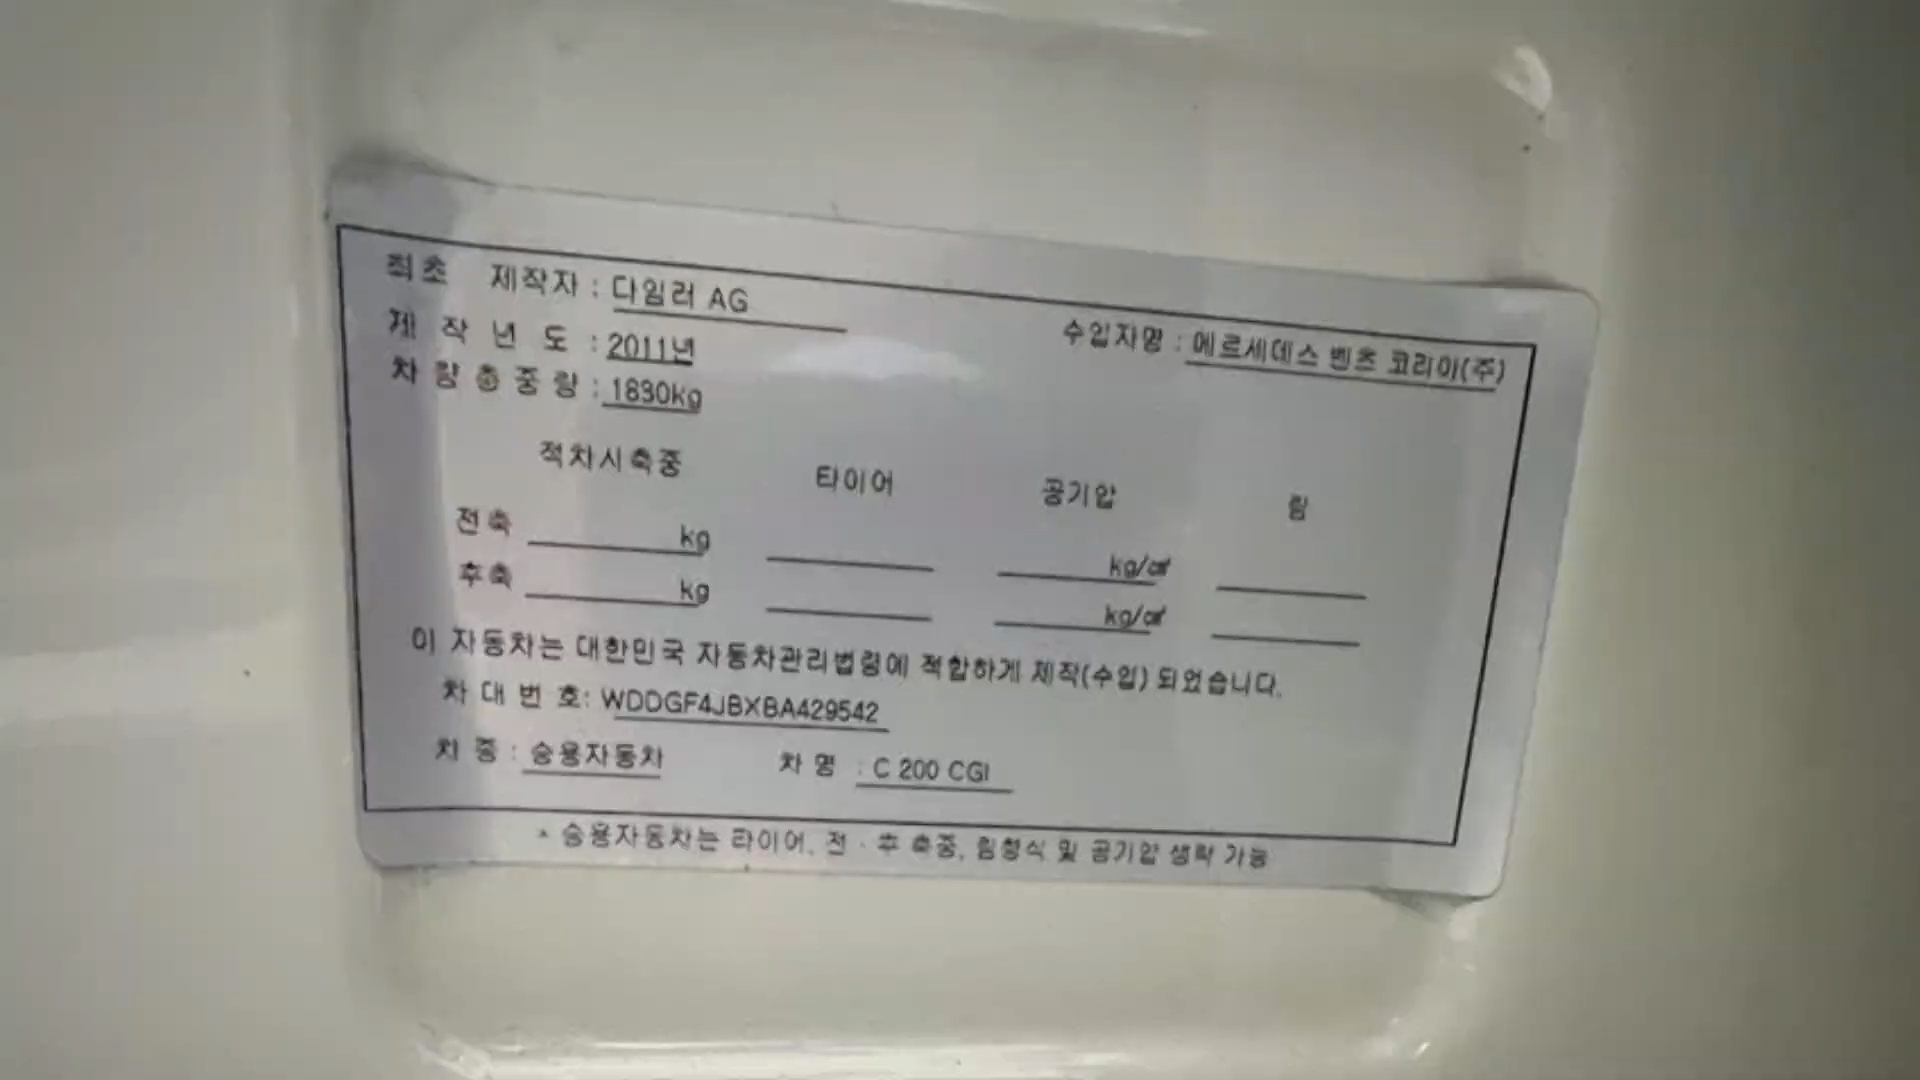 최초 제작자 : 다임러 AG
수입자명 : 메르세데스 벤츠 코리아(주)
제 작 년 도 : 2011년
차 량 총 중 량 : 1830kg
적차시축중 타이어 공기압 림
전축 kg kg/㎠
후축 kg kg/㎠
이 자동차는 대한민국 자동차관리법령에 적합하게 제작(수입) 되었습니다.
차 대 번 호: WDDGF4JBXBA429542
차 종 : 승용자동차 차 명 : C 200 CGI
* 승용자동차는 타이어, 전 · 후 축중, 림형식 및 공기압 생략 가능